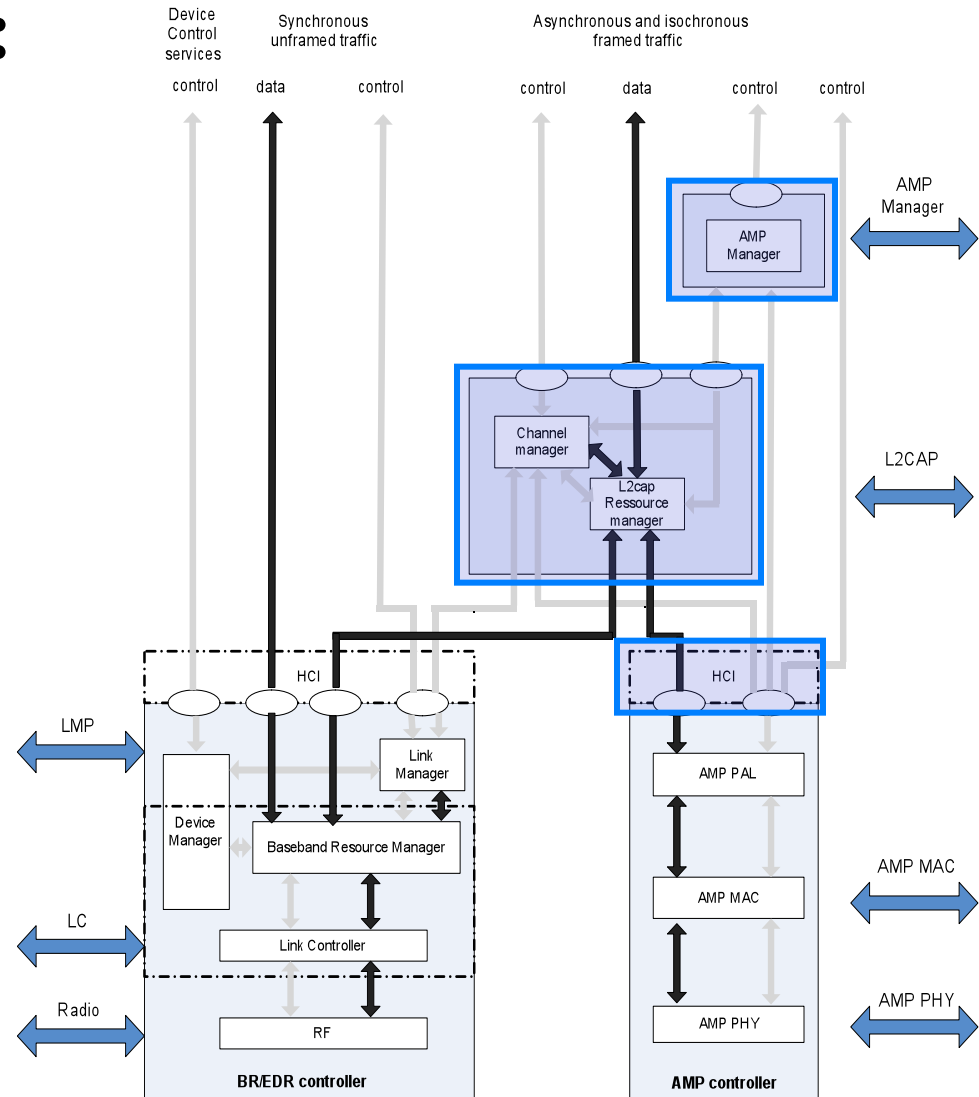 Device
Control
services
Synchronous
unframed traffic
Asynchronous and isochronous
framed traffic
control
data
control
control
data
control
control
AMP
Manager
AMP
Manager
Channel
manager
L2CAP
L2cap
Ressource
manager
HCI
HCI
LMP
Link
Manager
AMP PAL
Device
Manager
Baseband Resource Manager
AMP MAC
AMP MAC
LC
Link Controller
Radio
RF
AMP PHY
AMP PHY
BR/EDR controller
AMP controller